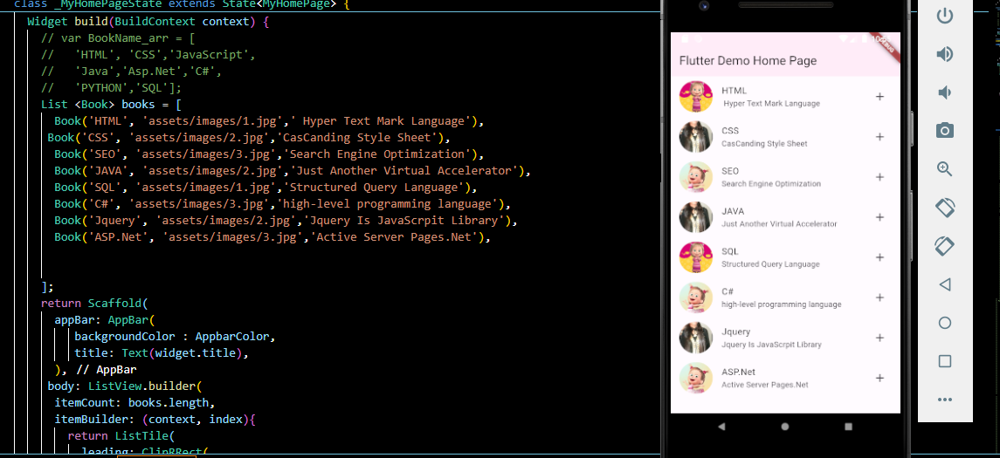 class _MyHomePageState extends State<MyHomePage> {
Widget build(BuildContext context) {
// var BookName_arr = [
//   'HTML', 'CSS','JavaScript',
//   'Java','Asp.Net','C#',
//   'PYTHON','SQL'];
List <Book> books = [
Book('HTML', 'assets/images/1.jpg',' Hyper Text Mark Language'),
Book('CSS', 'assets/images/2.jpg','CasCanding Style Sheet'),
Book('SEO', 'assets/images/3.jpg','Search Engine Optimization'),
Book('JAVA', 'assets/images/2.jpg','Just Another Virtual Accelerator'),
Book('SQL', 'assets/images/1.jpg','Structured Query Language'),
Book('C#', 'assets/images/3.jpg','high-level programming language'),
Book('Jquery', 'assets/images/2.jpg','Jquery Is JavaScrpit Library'),
Book('ASP.Net', 'assets/images/3.jpg','Active Server Pages.Net'),
];
return Scaffold(
appBar: AppBar(
backgroundColor : AppbarColor,
title: Text(widget.title),
), // AppBar
body: ListView.builder(
itemCount: books.length,
itemBuilder: (context, index){
return ListTile(
leading: ClipRRect(
Flutter Demo Home Page
HTML
Hyper Text Mark Language
+
CSS
CasCanding Style Sheet
+
SEO
Search Engine Optimization
+
JAVA
Just Another Virtual Accelerator
+
SQL
Structured Query Language
+
C#
high-level programming language
+
Jquery
Jquery Is JavaScrpit Library
+
ASP.Net
Active Server Pages.Net
+